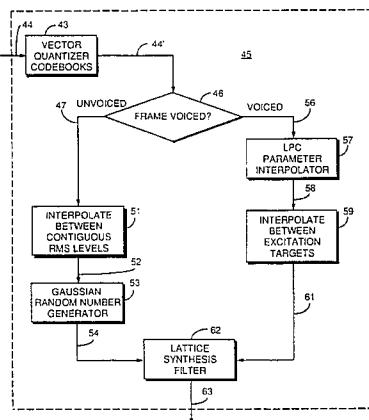 44
43
VECTOR
QUANTIZER
CODEBOOKS
44'
45
46
47
UNVOICED
FRAME VOICED?
VOICED
56
LPC
PARAMETER
INTERPOLATOR
57
58
INTERPOLATE
BETWEEN
CONTIGUOUS
RMS LEVELS
51
INTERPOLATE
BETWEEN
EXCITATION
TARGETS
59
52
GAUSSIAN
RANDOM NUMBER
GENERATOR
53
54
61
62
LATTICE
SYNTHESIS
FILTER
63